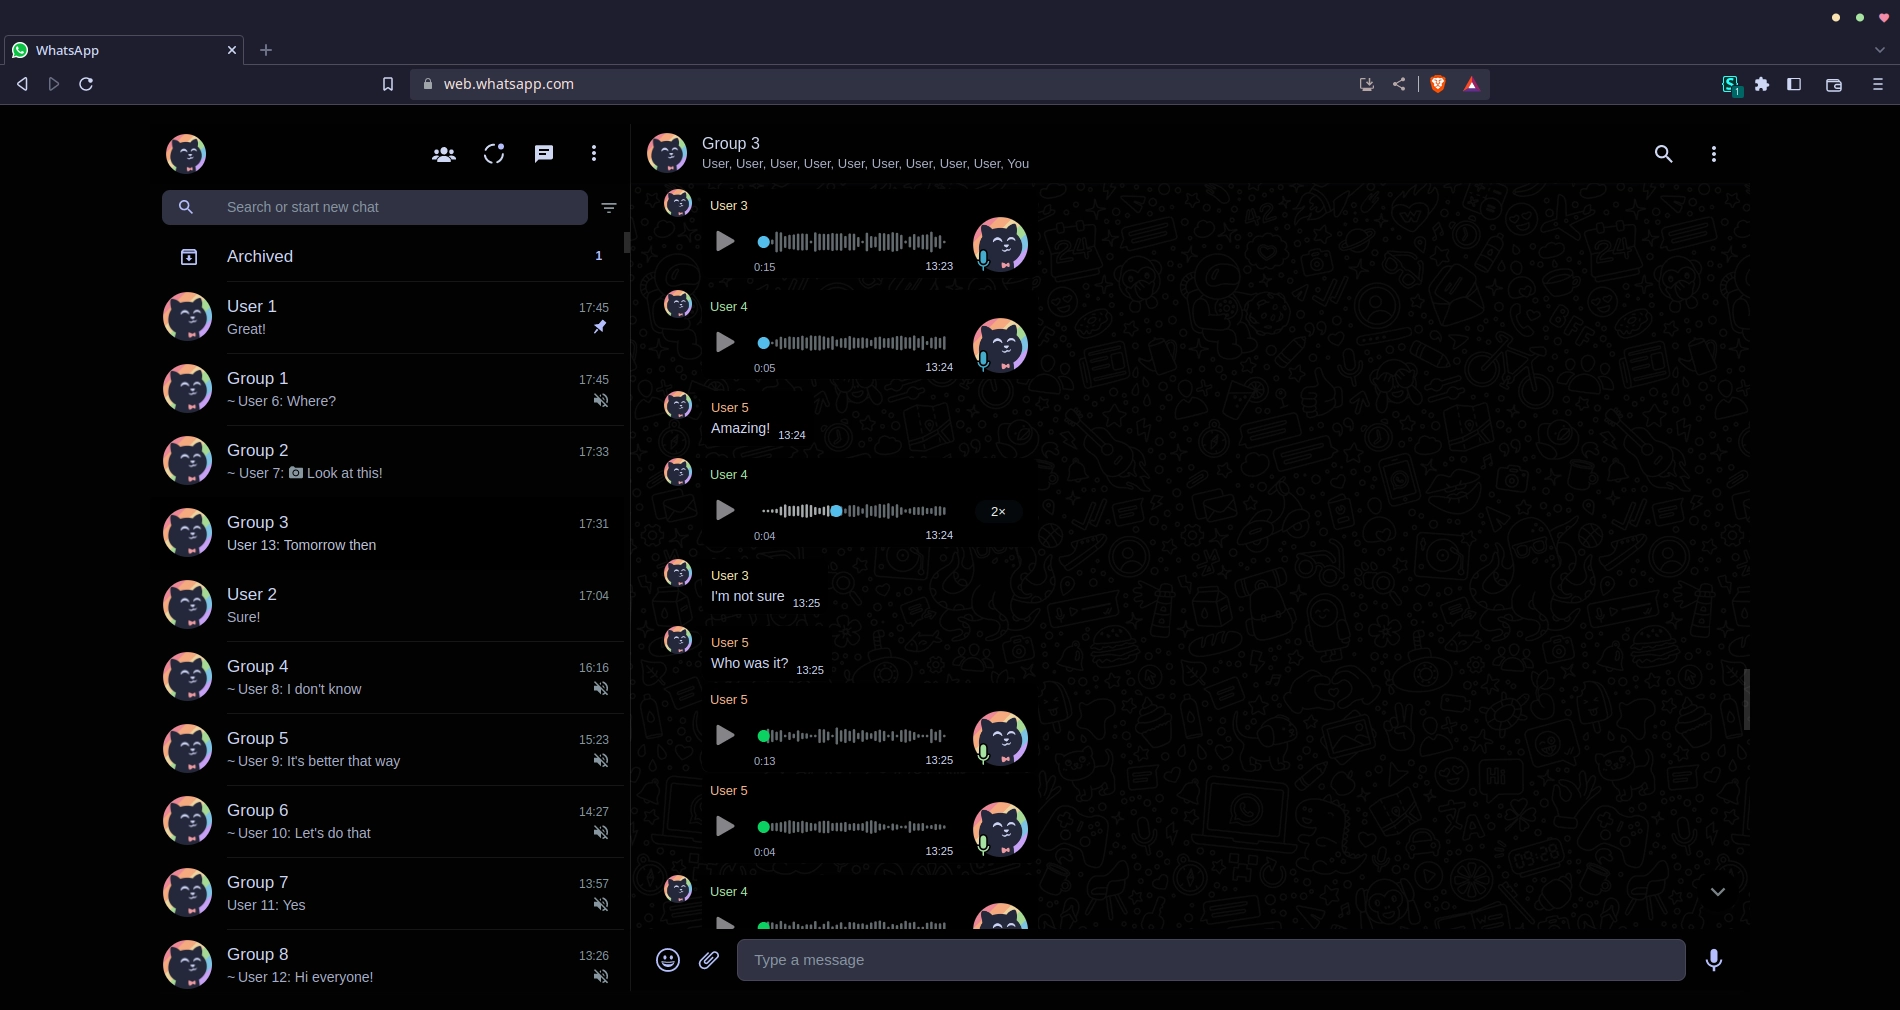 WhatsApp
web.whatsapp.com
1
Search or start new chat
Archived 1
User 1 17:45
Great!
Group 1 17:45
~ User 6: Where?
Group 2 17:33
~ User 7: Look at this!
Group 3 17:31
User 13: Tomorrow then
User 2 17:04
Sure!
Group 4 16:16
~ User 8: I don't know
Group 5 15:23
~ User 9: It's better that way
Group 6 14:27
~ User 10: Let's do that
Group 7 13:57
User 11: Yes
Group 8 13:26
~ User 12: Hi everyone!
Group 3
User, User, User, User, User, User, User, User, User, You
User 3
0:15 13:23
User 4
0:05 13:24
User 5
Amazing! 13:24
User 4
2×
0:04 13:24
User 3
I'm not sure 13:25
User 5
Who was it? 13:25
User 5
0:13 13:25
User 5
0:04 13:25
User 4
Type a message